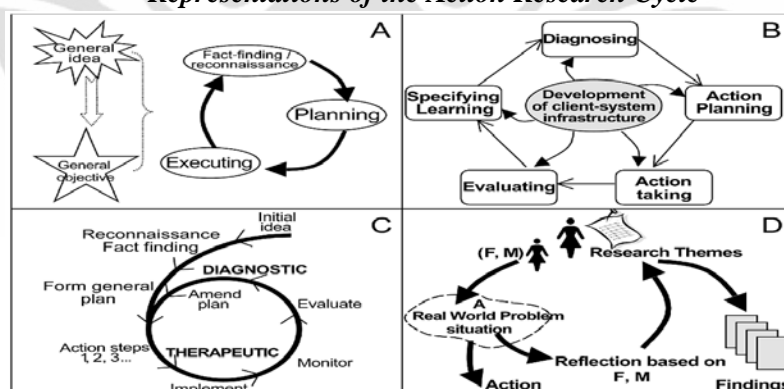 Representations of the Action Research Cycle
A
General
idea
General
objective
Fact-finding /
reconnaissance
Planning
Executing
B
Diagnosing
Action
Planning
Action
taking
Evaluating
Specifying
Learning
Development
of client-system
infrastructure
C
Initial
idea
Reconnaissance
Fact finding
DIAGNOSTIC
Form general
plan
Amend
plan
Evaluate
Action steps
1, 2, 3...
THERAPEUTIC
Monitor
Implement
D
(F, M)
Research Themes
A
Real World Problem
situation
Reflection based on
F, M
Action
Findings